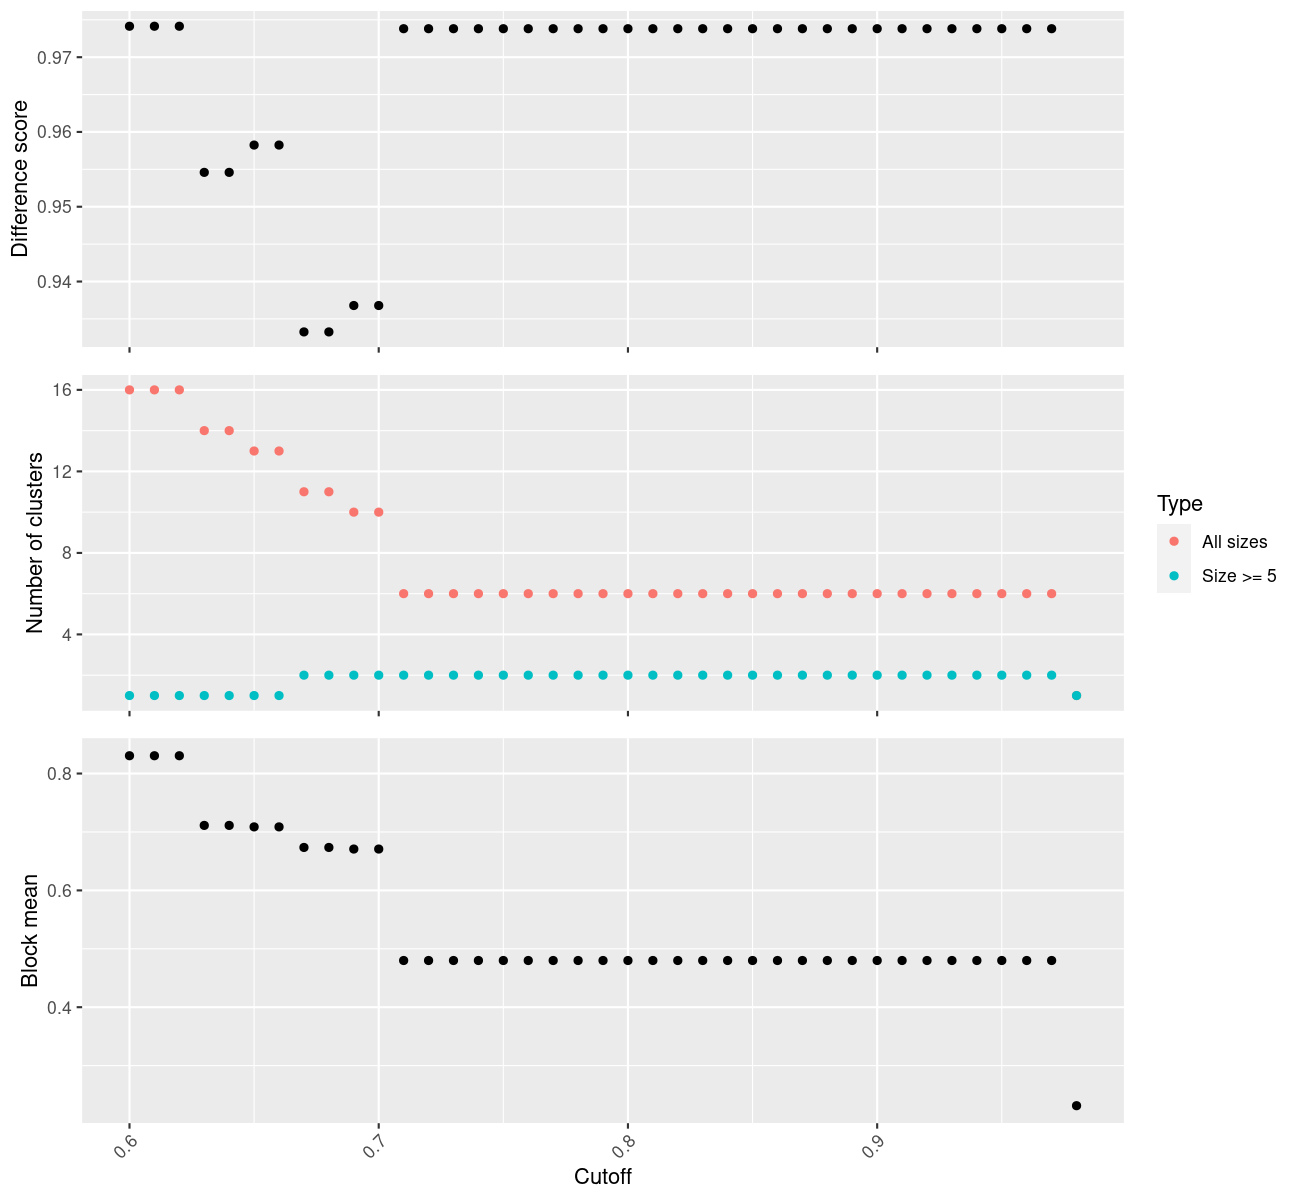 Difference score
0.97
0.96
0.95
0.94
Number of clusters
16
12
8
4
Type
All sizes
Size >= 5
Block mean
0.8
0.6
0.4
0.6
0.7
0.8
0.9
Cutoff